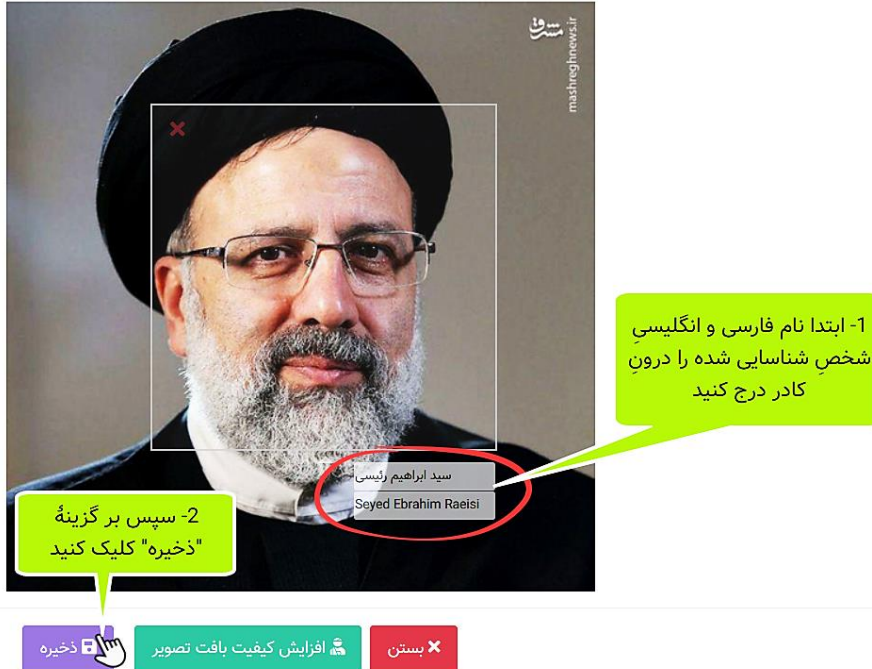 مشرق
mashreghnews.ir
1- ابتدا نام فارسی و انگلیسیِ
شخصِ شناسایی شده را درونِ
کادر درج کنید
سید ابراهیم رئیسی
Seyed Ebrahim Raeisi
2- سپس بر گزینهٔ
"ذخیره" کلیک کنید
بستن
افزایش کیفیت بافت تصویر
ذخیره